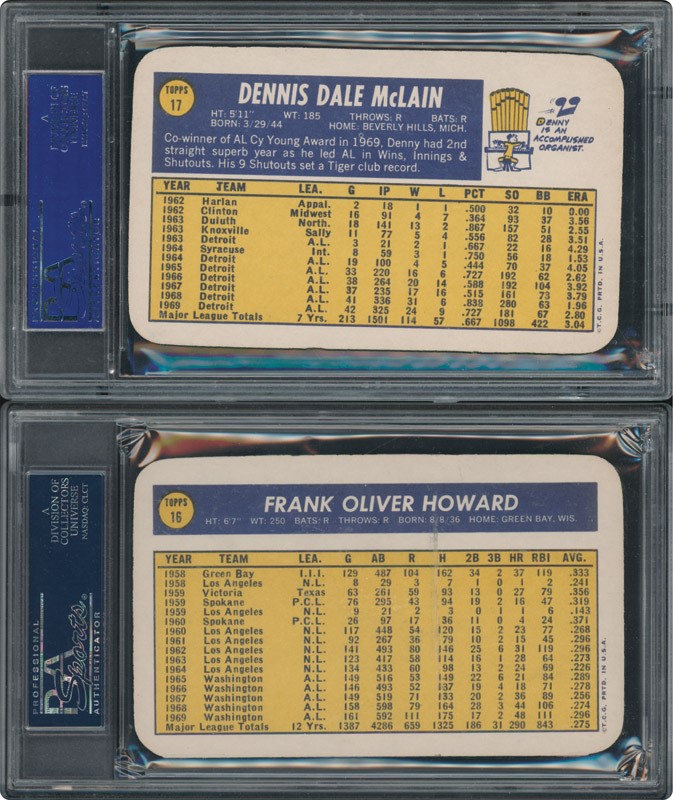 TOPPS
17
DENNIS DALE McLAIN
HT: 5'11" WT: 185 THROWS: R BATS: R
BORN: 3/29/44 HOME: BEVERLY HILLS, MICH.
Co-winner of AL Cy Young Award in 1969, Denny had 2nd
straight superb year as he led AL in Wins, Innings &
Shutouts. His 9 Shutouts set a Tiger club record.
DENNY
IS AN
ACCOMPLISHED
ORGANIST.
YEAR TEAM LEA. G IP W L PCT SO BB ERA
1962 Harlan Appal. 2 18 1 1 .500 32 10 0.00
1962 Clinton Midwest 16 91 4 7 .364 93 37 3.56
1963 Duluth North. 18 141 13 2 .867 157 51 2.55
1963 Knoxville Sally 11 77 5 4 .556 82 28 3.51
1963 Detroit A.L. 3 21 2 1 .667 22 16 4.29
1964 Syracuse Int. 8 59 3 1 .750 56 18 1.53
1964 Detroit A.L. 19 100 4 5 .444 70 37 4.05
1965 Detroit A.L. 33 220 16 6 .727 192 62 2.62
1966 Detroit A.L. 38 264 20 14 .588 192 104 3.92
1967 Detroit A.L. 37 235 17 16 .515 161 73 3.79
1968 Detroit A.L. 41 336 31 6 .838 280 63 1.96
1969 Detroit A.L. 42 325 24 9 .727 181 67 2.80
Major League Totals 7 Yrs. 213 1501 114 57 .667 1098 422 3.04
©T.C.G. PRTD. IN U.S.A.
A
DIVISION OF
COLLECTORS
UNIVERSE
NASDAQ: CLCT
PROFESSIONAL
PSA
Sports
AUTHENTICATOR
TOPPS
16
FRANK OLIVER HOWARD
HT: 6'7" WT: 250 BATS: R THROWS: R BORN: 8/8/36 HOME: GREEN BAY, WIS.
YEAR TEAM LEA. G AB R H 2B 3B HR RBI AVG.
1958 Green Bay I.I.I. 129 487 104 162 34 2 37 119 .333
1958 Los Angeles N.L. 8 29 3 7 1 0 1 2 .241
1959 Victoria Texas 63 261 59 93 13 0 27 79 .356
1959 Spokane P.C.L. 76 295 43 94 19 2 16 47 .319
1959 Los Angeles N.L. 9 21 2 3 0 1 1 6 .143
1960 Spokane P.C.L. 26 97 17 36 11 0 4 24 .371
1960 Los Angeles N.L. 117 448 54 120 15 2 23 77 .268
1961 Los Angeles N.L. 92 267 36 79 10 2 15 45 .296
1962 Los Angeles N.L. 141 493 80 146 25 6 31 119 .296
1963 Los Angeles N.L. 123 417 58 114 16 1 28 64 .273
1964 Los Angeles N.L. 134 433 60 98 13 2 24 69 .226
1965 Washington A.L. 149 516 53 149 22 6 21 84 .289
1966 Washington A.L. 146 493 52 137 19 4 18 71 .278
1967 Washington A.L. 149 519 71 133 20 2 36 89 .256
1968 Washington A.L. 158 598 79 164 28 3 44 106 .274
1969 Washington A.L. 161 592 111 175 17 2 48 111 .296
Major League Totals 12 Yrs. 1387 4286 659 1325 186 31 290 843 .275
©T.C.G. PRTD. IN U.S.A.